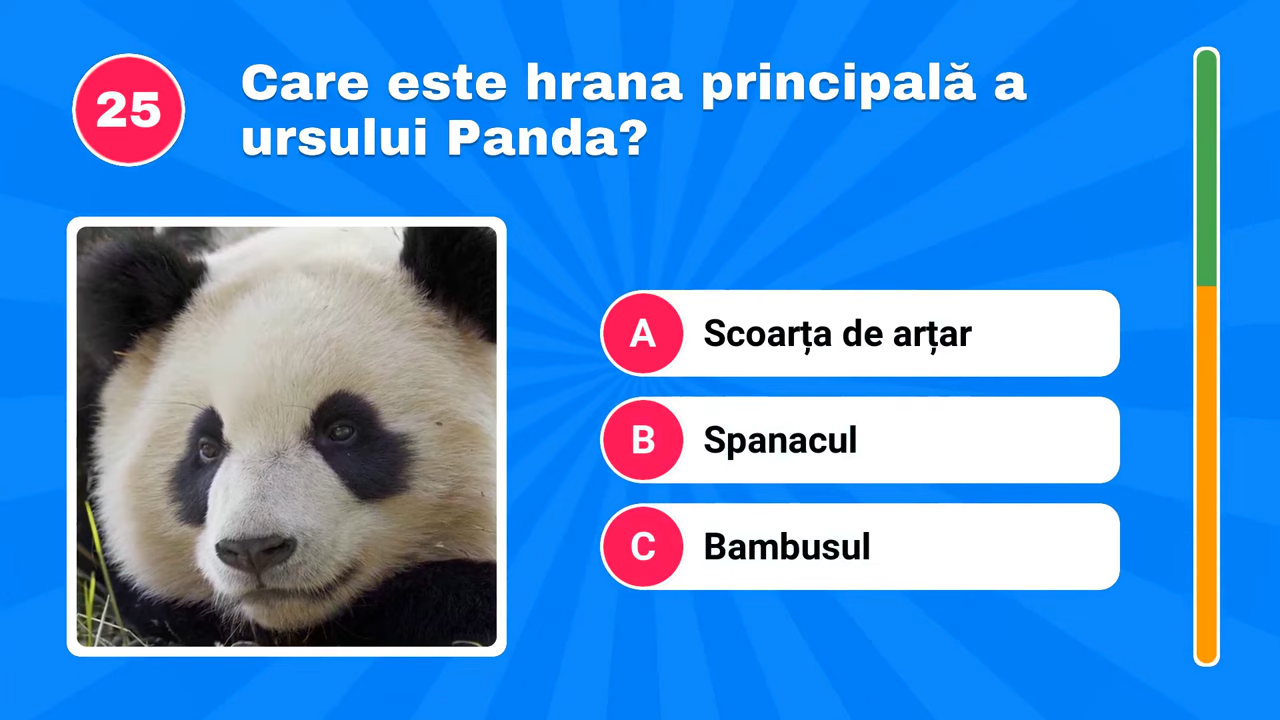 25
Care este hrana principală a
ursului Panda?
A Scoarța de arțar
B Spanacul
C Bambusul